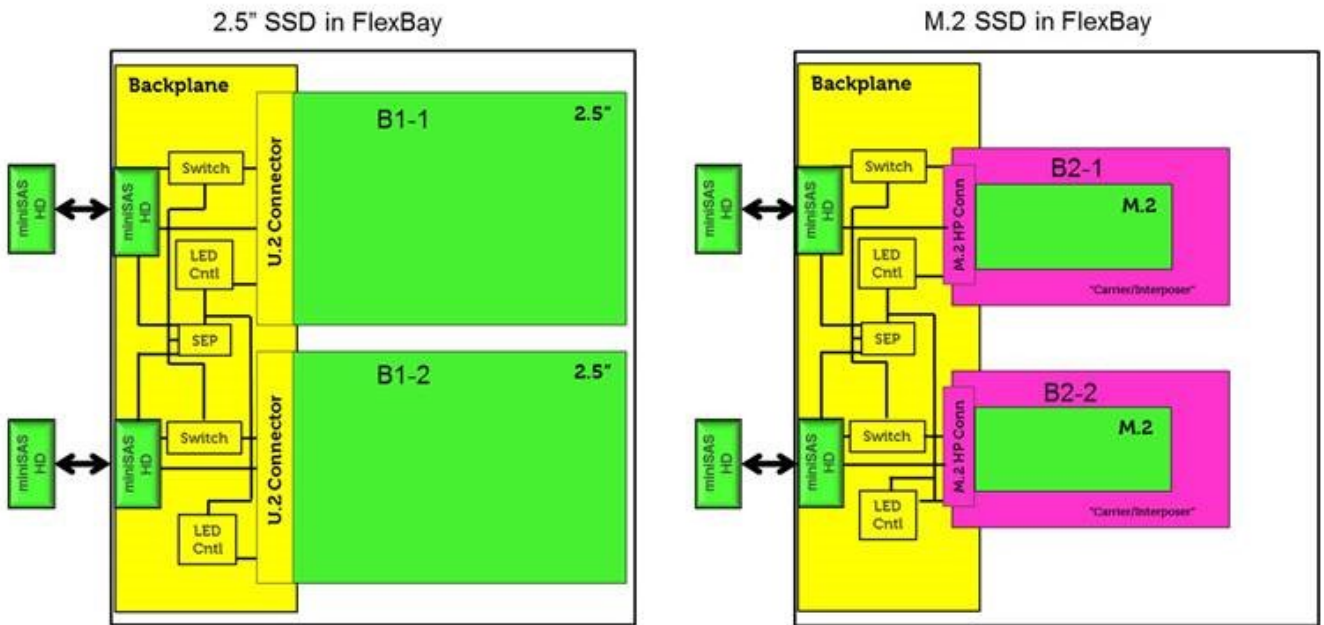 2.5” SSD in FlexBay
Backplane
B1-1
2.5”
U.2 Connector
Switch
miniSAS
HD
miniSAS
HD
LED
Cntl
SEP
B1-2
2.5”
U.2 Connector
Switch
miniSAS
HD
miniSAS
HD
LED
Cntl
M.2 SSD in FlexBay
Backplane
B2-1
M.2
"Carrier/Interposer"
M.2 HP Conn
Switch
miniSAS
HD
miniSAS
HD
LED
Cntl
SEP
B2-2
M.2
"Carrier/Interposer"
M.2 HP Conn
Switch
miniSAS
HD
miniSAS
HD
LED
Cntl